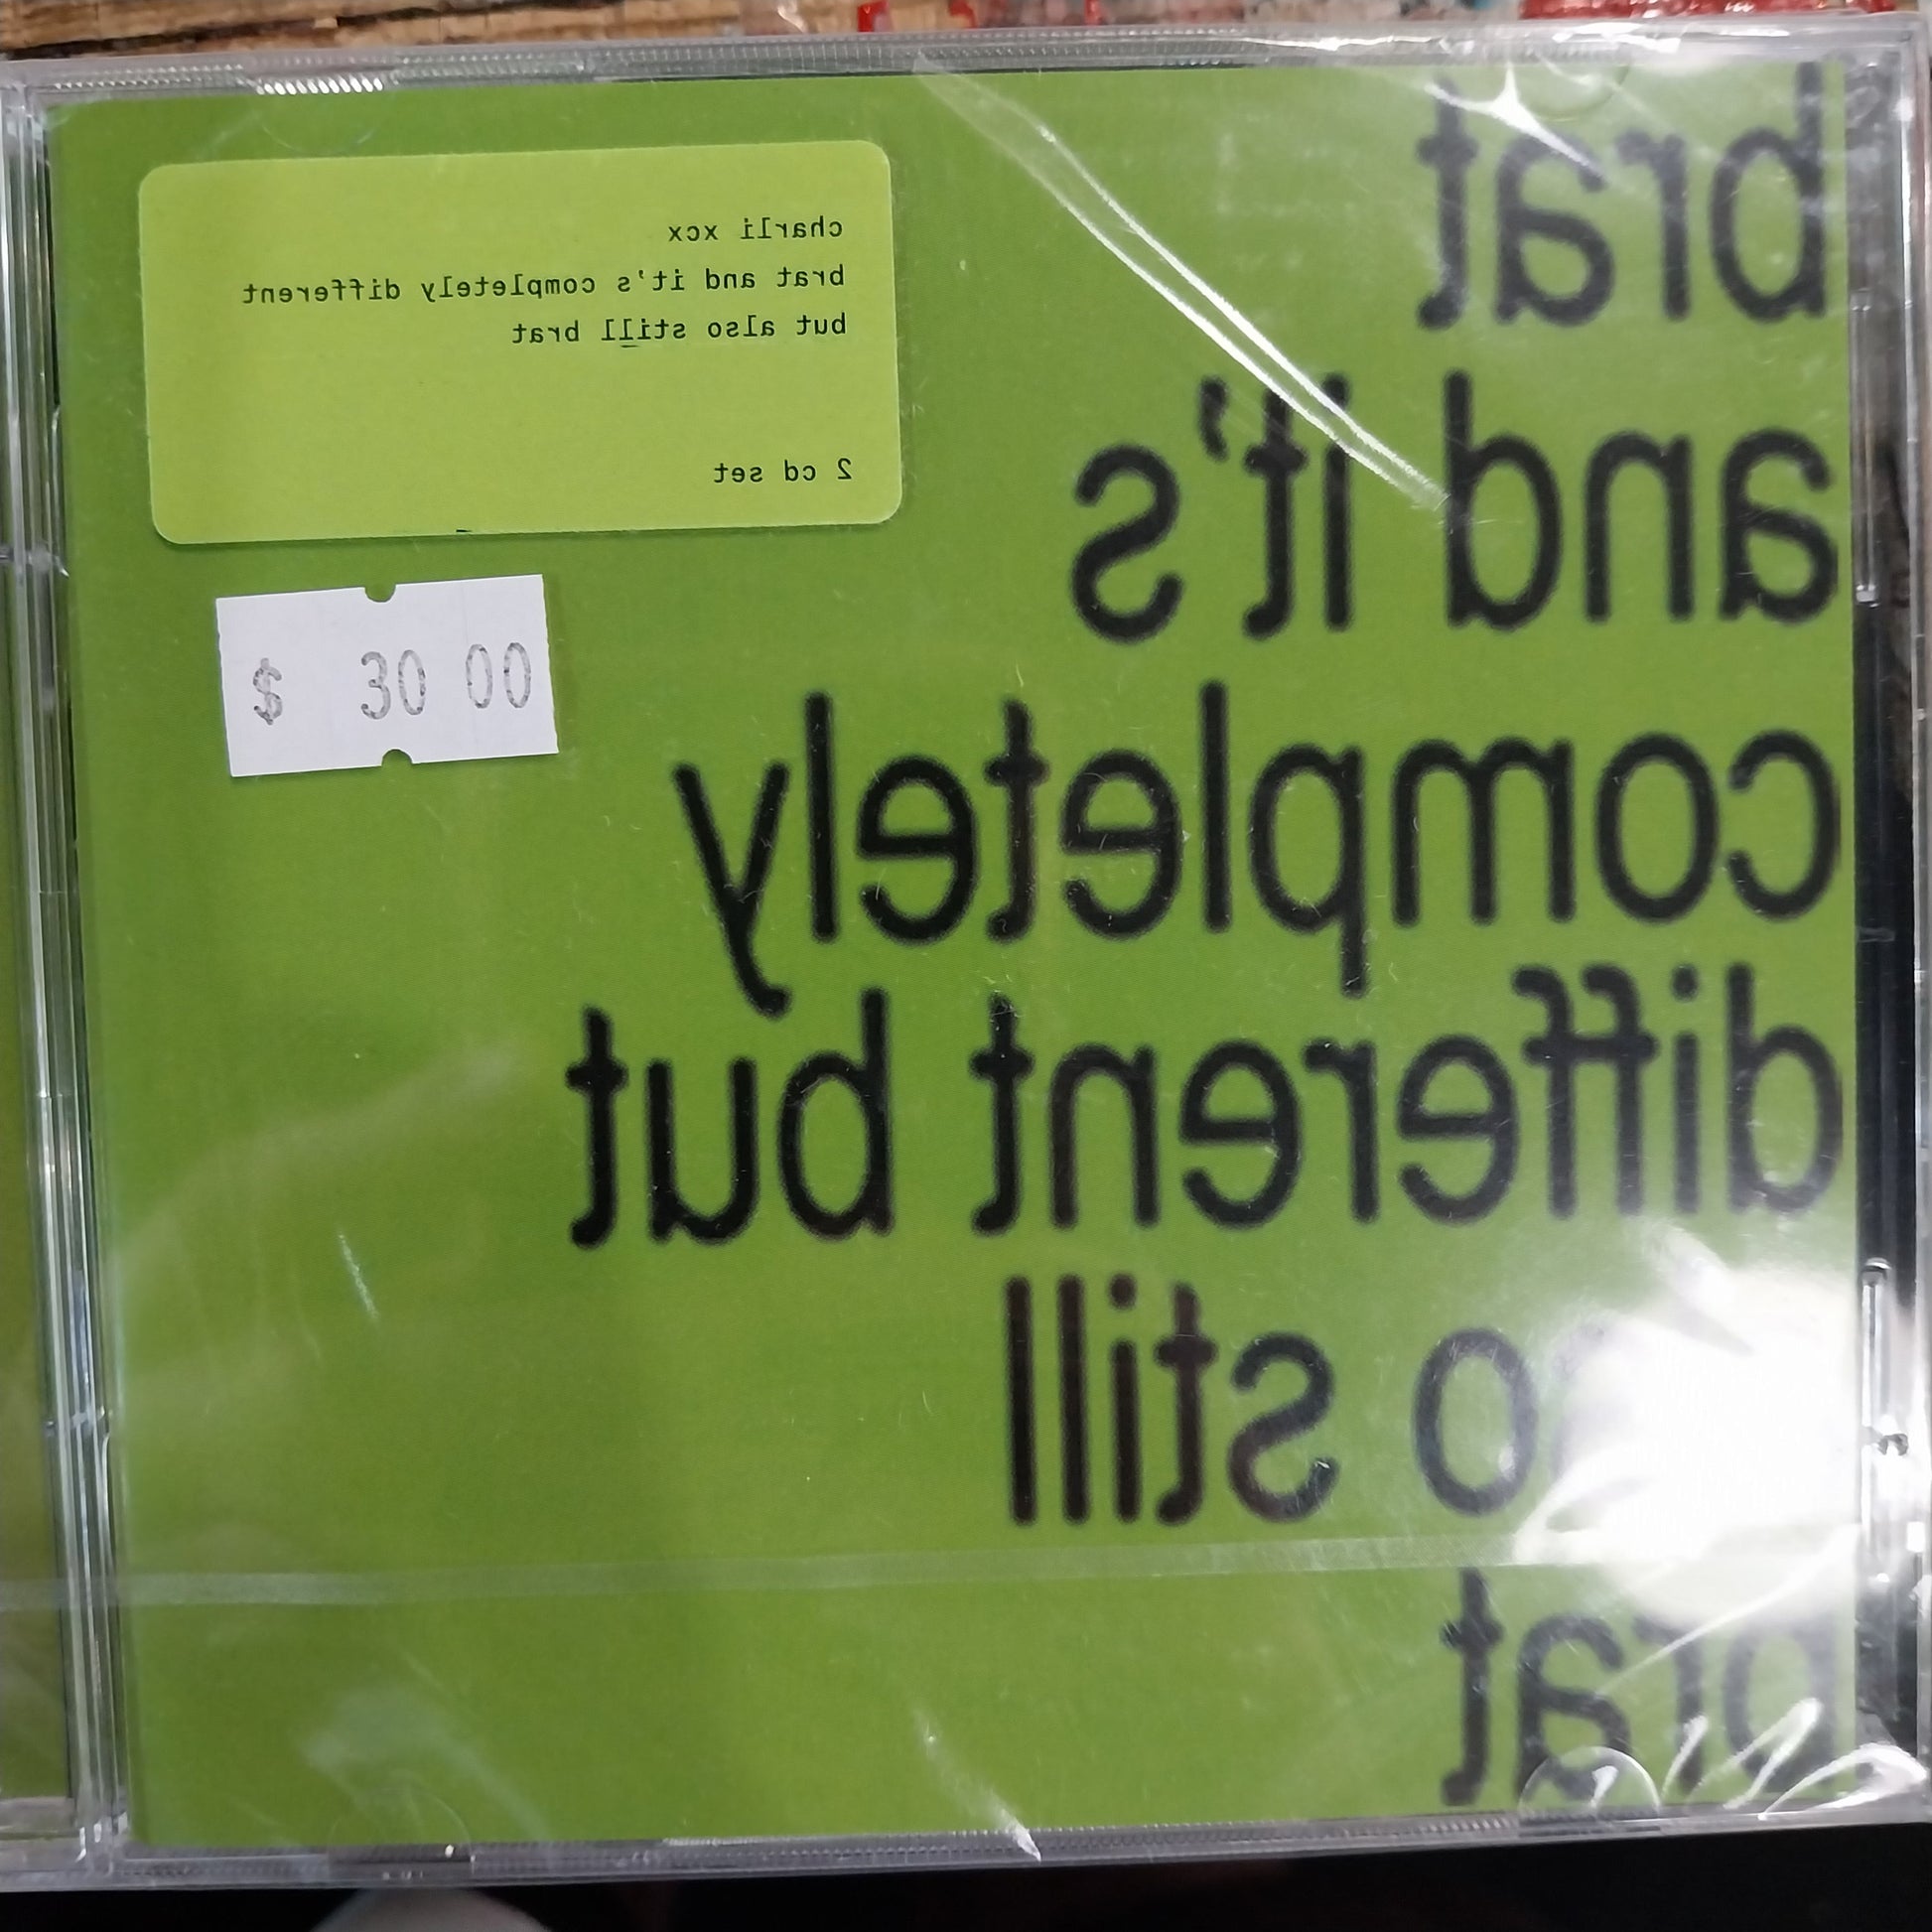 charli xcx
brat and it's completely different
but also still brat
2 cd set
$ 30 00
brat
and it's
completely
different but
still
brat